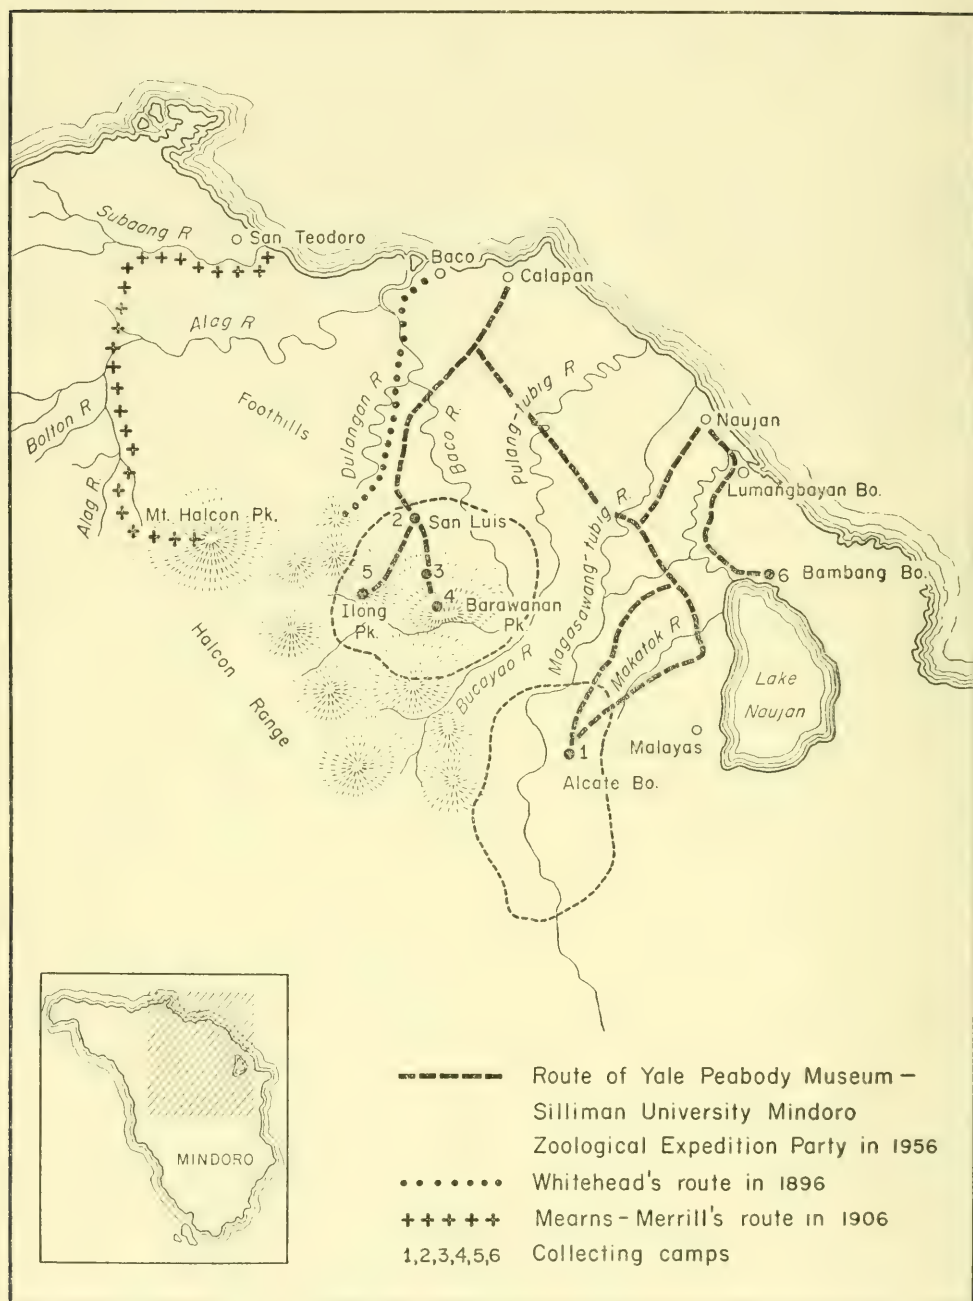 Subaang R
San Teodoro
Baco
Calapan
Alag R
Foothills
Bolton R
Dulangan R
Baco R.
Pulang-tubig R
Naujan
Lumangbayan Bo.
Alag R
Mt. Halcon Pk.
2
San Luis
Magasawang-tubig R.
3
5
4
6
Bambang Bo.
Ilong
Pk.
Barawanan
Pk
Halcon
Range
Bucayao R
Makatok R
Lake
Naujan
Malayas
1
Alcate Bo.
MINDORO
Route of Yale Peabody Museum –
Silliman University Mindoro
Zoological Expedition Party in 1956
Whitehead's route in 1896
Mearns – Merrill's route in 1906
1,2,3,4,5,6
Collecting camps